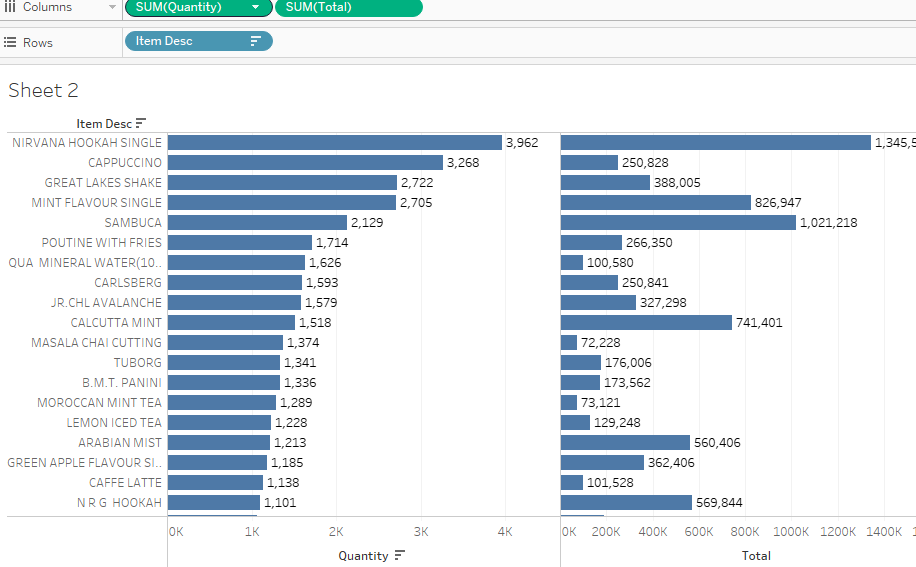 Columns SUM(Quantity) SUM(Total)
Rows Item Desc
Sheet 2
Item Desc
NIRVANA HOOKAH SINGLE 3,962 1,345,5
CAPPUCCINO 3,268 250,828
GREAT LAKES SHAKE 2,722 388,005
MINT FLAVOUR SINGLE 2,705 826,947
SAMBUCA 2,129 1,021,218
POUTINE WITH FRIES 1,714 266,350
QUA MINERAL WATER(10.. 1,626 100,580
CARLSBERG 1,593 250,841
JR.CHL AVALANCHE 1,579 327,298
CALCUTTA MINT 1,518 741,401
MASALA CHAI CUTTING 1,374 72,228
TUBORG 1,341 176,006
B.M.T. PANINI 1,336 173,562
MOROCCAN MINT TEA 1,289 73,121
LEMON ICED TEA 1,228 129,248
ARABIAN MIST 1,213 560,406
GREEN APPLE FLAVOUR SI.. 1,185 362,406
CAFFE LATTE 1,138 101,528
N R G HOOKAH 1,101 569,844
0K 1K 2K 3K 4K 0K 200K 400K 600K 800K 1000K 1200K 1400K 1
Quantity Total